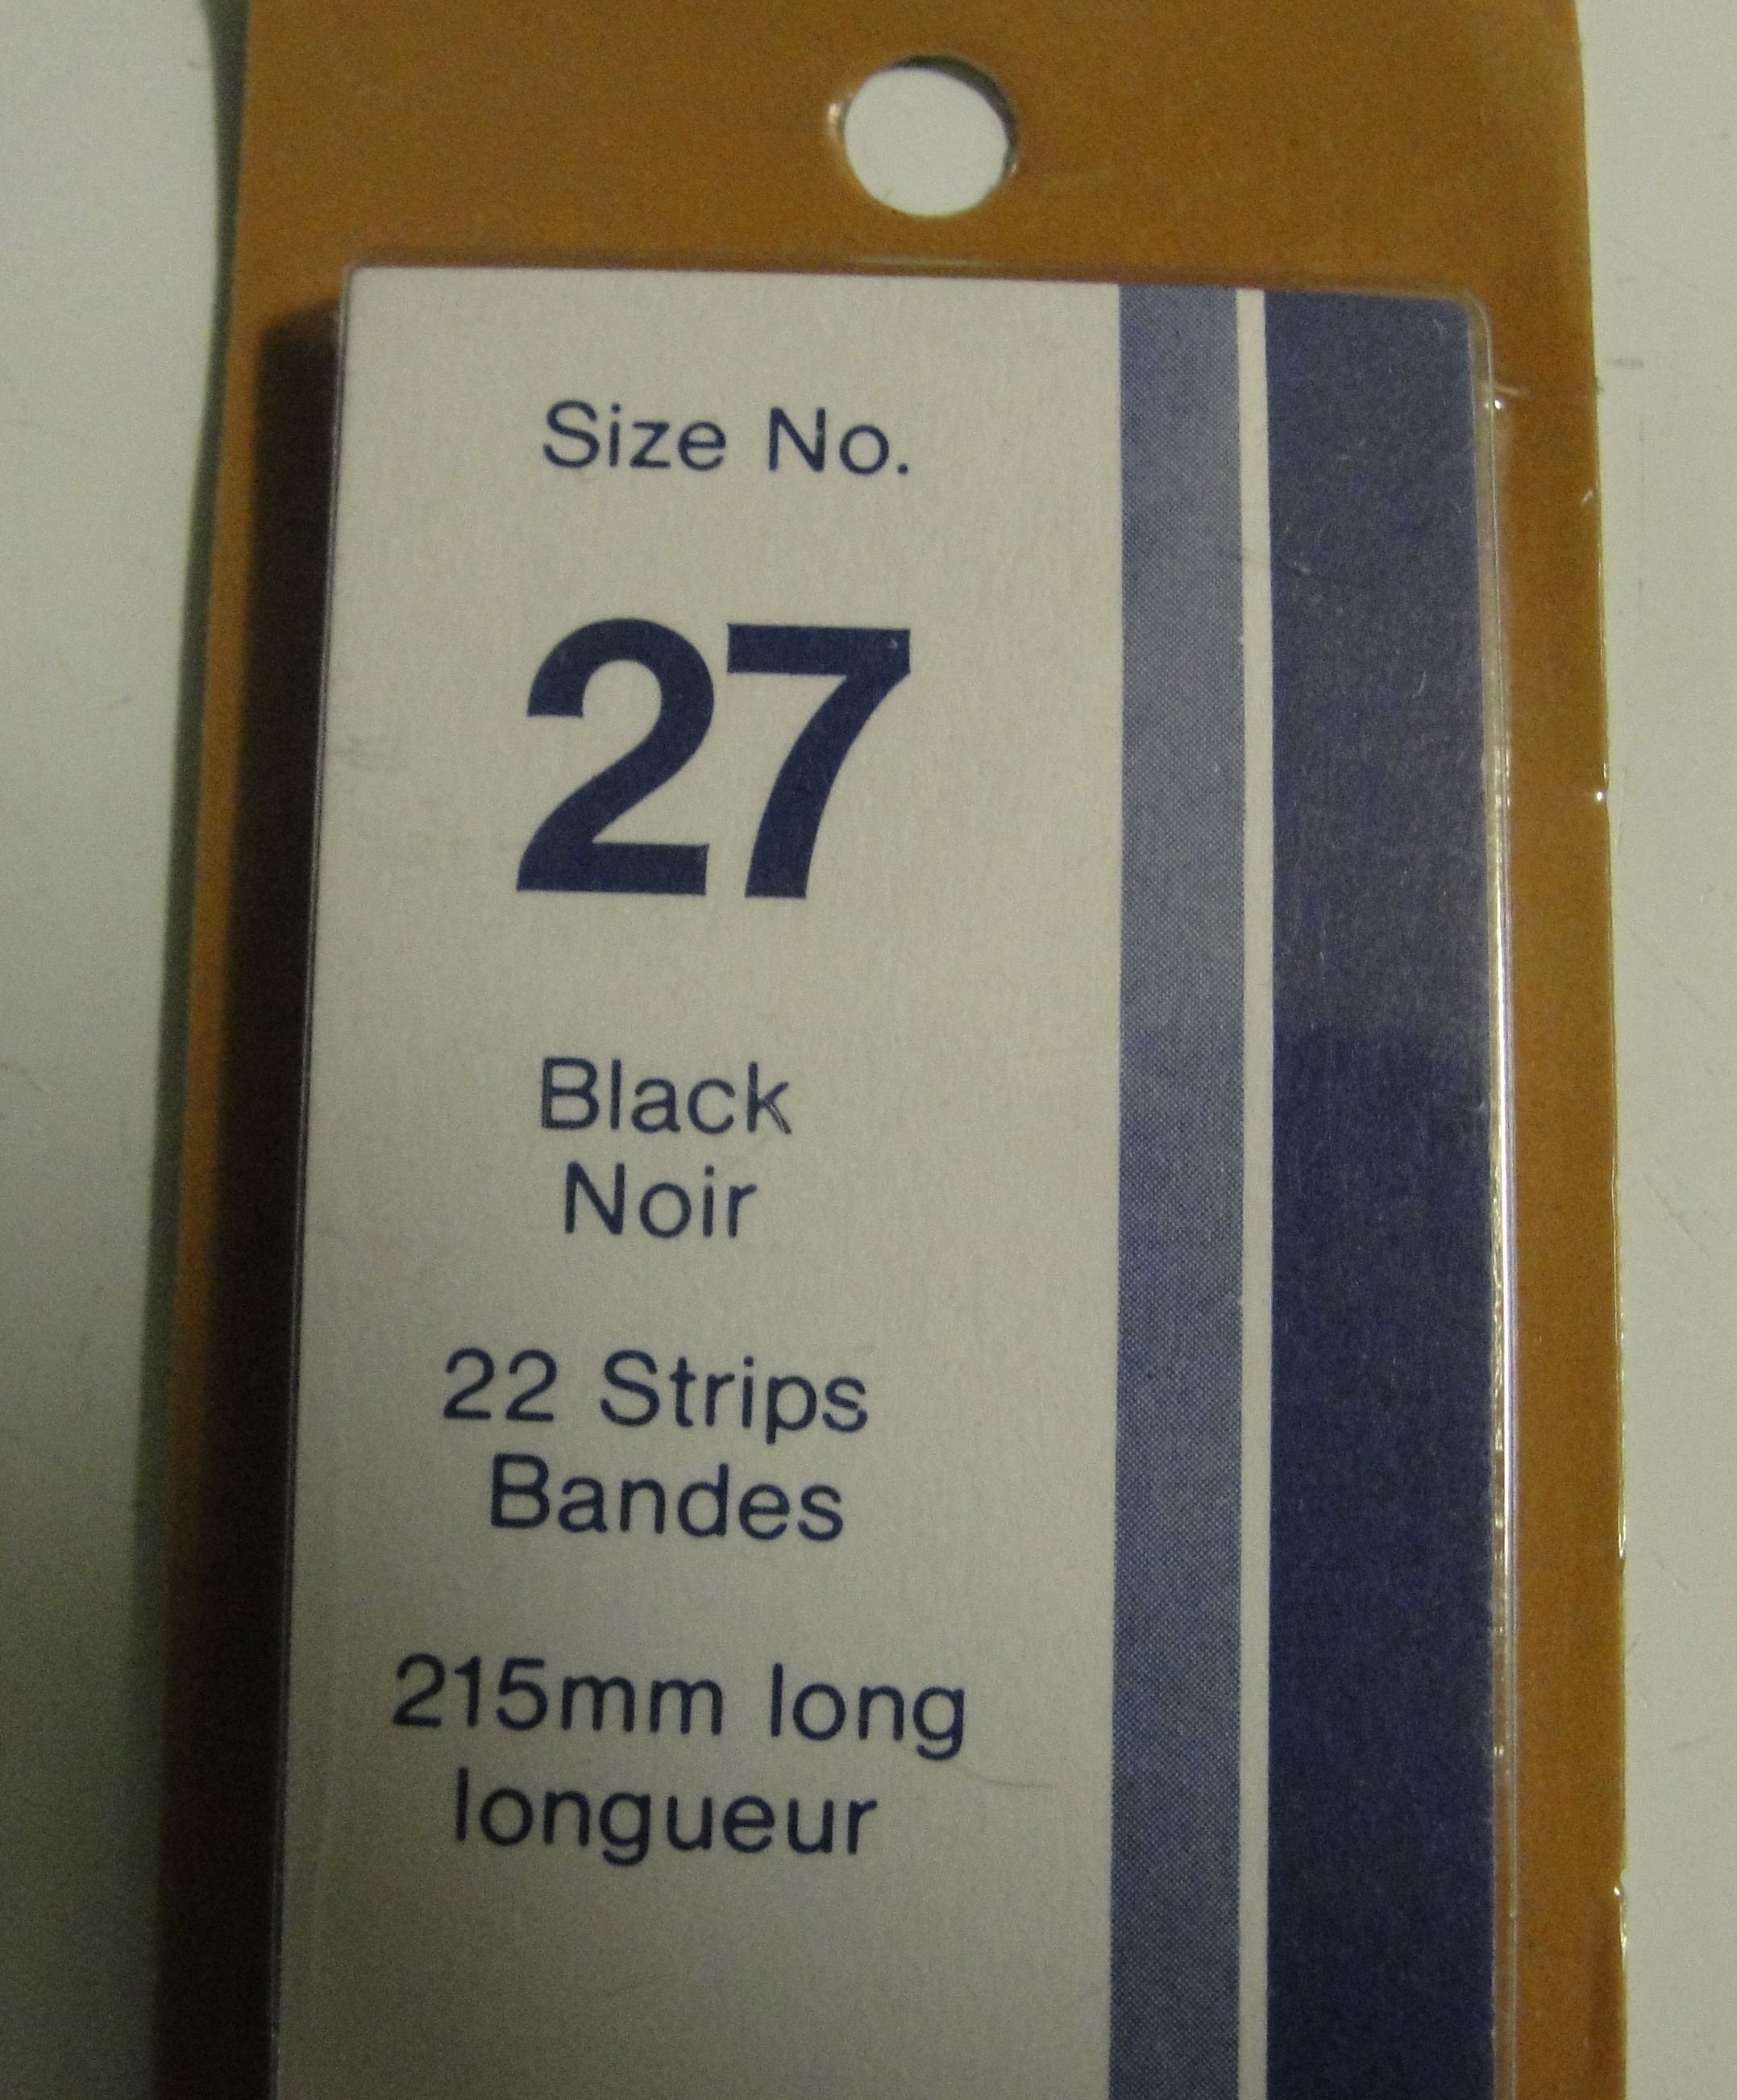 Size No.
27
Black
Noir
22 Strips
Bandes
215mm long
longueur